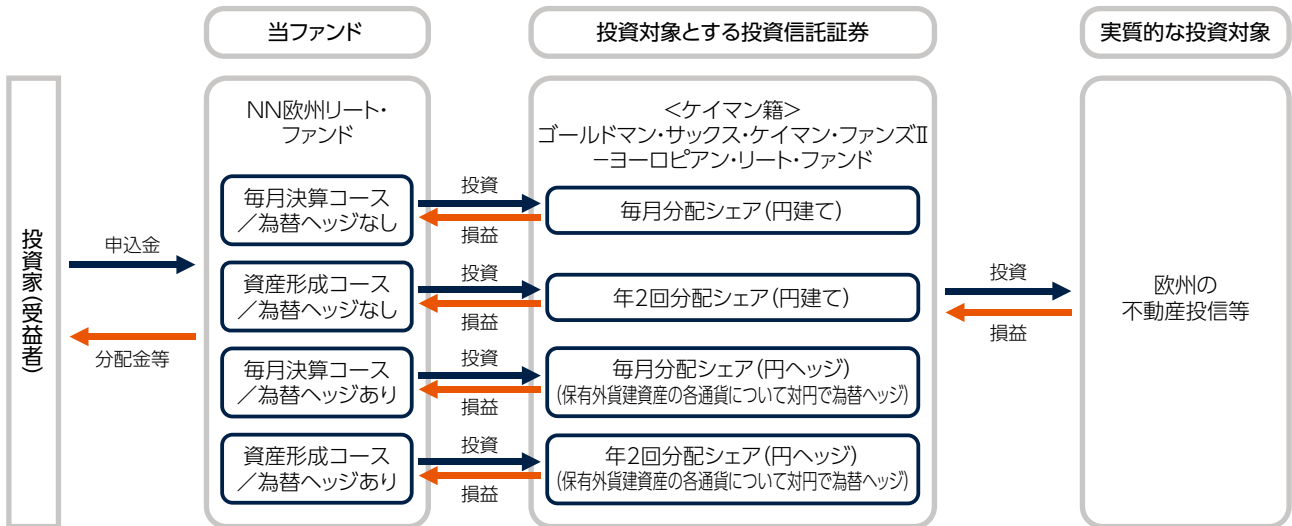 当ファンド
投資対象とする投資信託証券
実質的な投資対象
投資家(受益者)
申込金
分配金等
NN欧州リート・
ファンド
毎月決算コース
/為替ヘッジなし
資産形成コース
/為替ヘッジなし
毎月決算コース
/為替ヘッジあり
資産形成コース
/為替ヘッジあり
投資
損益
投資
損益
投資
損益
投資
損益
<ケイマン籍>
ゴールドマン・サックス・ケイマン・ファンズⅡ
−ヨーロピアン・リート・ファンド
毎月分配シェア(円建て)
年2回分配シェア(円建て)
毎月分配シェア(円ヘッジ)
(保有外貨建資産の各通貨について対円で為替ヘッジ)
年2回分配シェア(円ヘッジ)
(保有外貨建資産の各通貨について対円で為替ヘッジ)
投資
損益
欧州の
不動産投信等